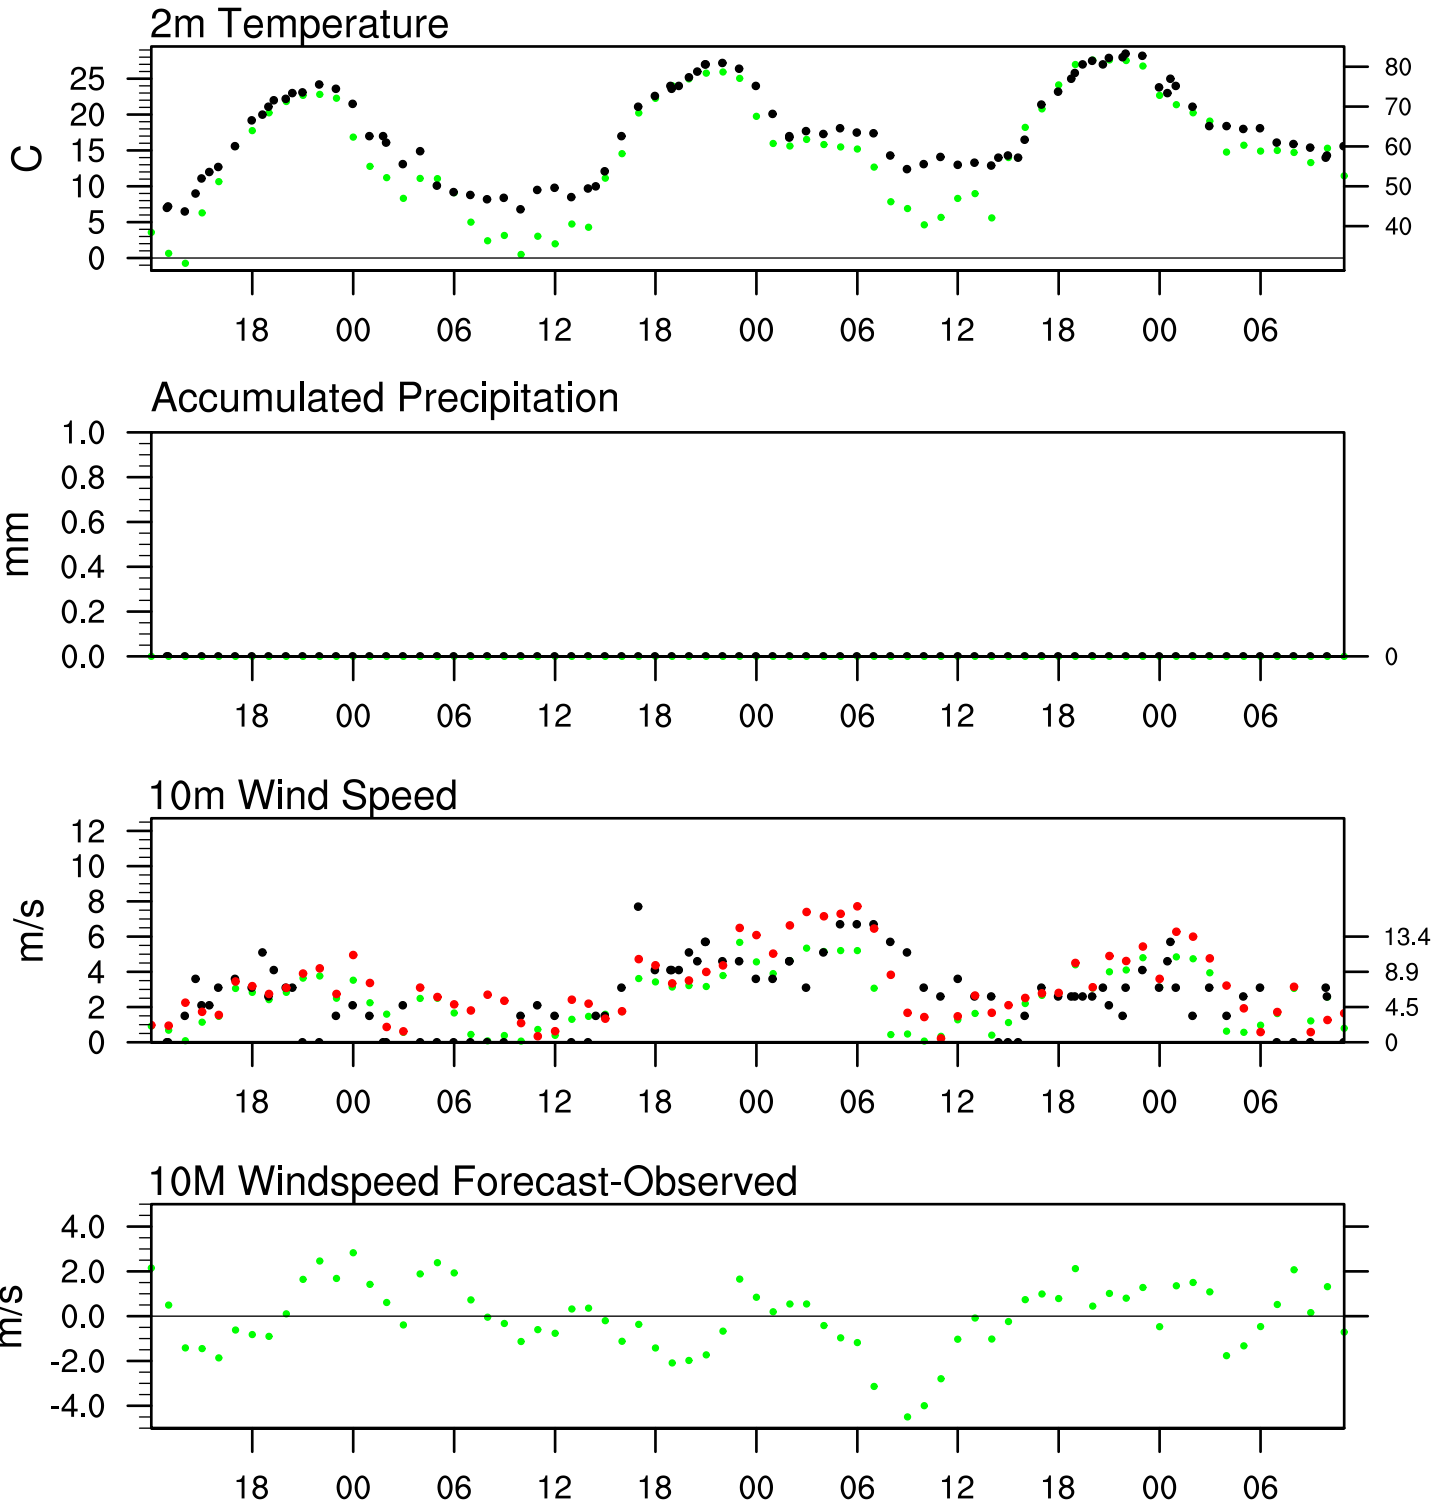 2m Temperature
25
20
15
10
5
0
C
80
70
60
50
40
18 00 06 12 18 00 06 12 18 00 06
Accumulated Precipitation
1.0
0.8
0.6
0.4
0.2
0.0
mm
0
18 00 06 12 18 00 06 12 18 00 06
10m Wind Speed
12
10
8
6
4
2
0
m/s
13.4
8.9
4.5
0
18 00 06 12 18 00 06 12 18 00 06
10M Windspeed Forecast-Observed
4.0
2.0
0.0
-2.0
-4.0
m/s
18 00 06 12 18 00 06 12 18 00 06